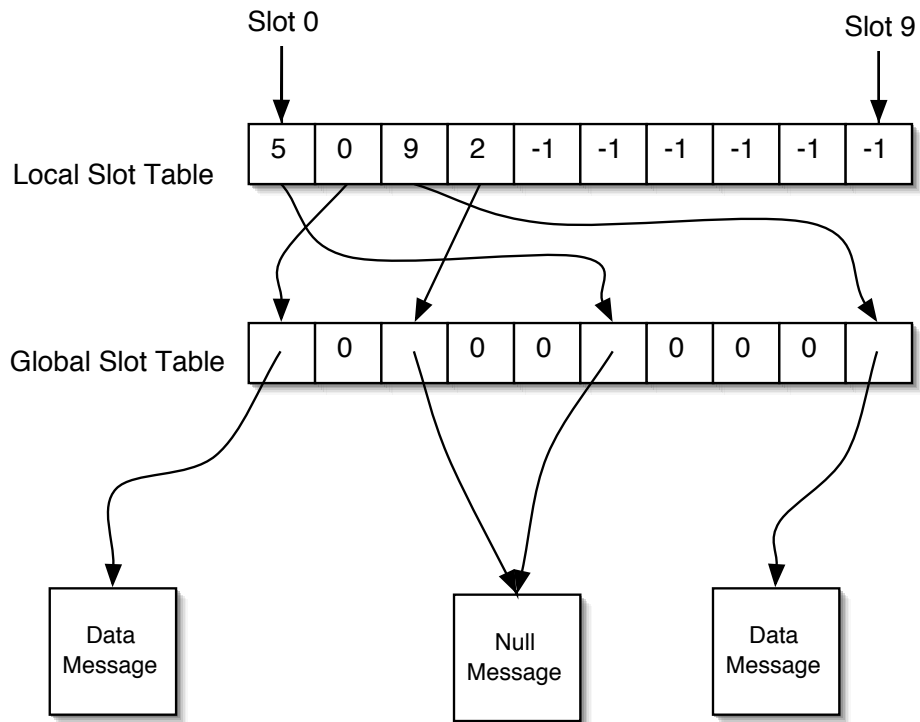 Slot 0
Slot 9
Local Slot Table
5 0 9 2 -1 -1 -1 -1 -1 -1
Global Slot Table
0 0 0 0 0 0
Data
Message
Null
Message
Data
Message